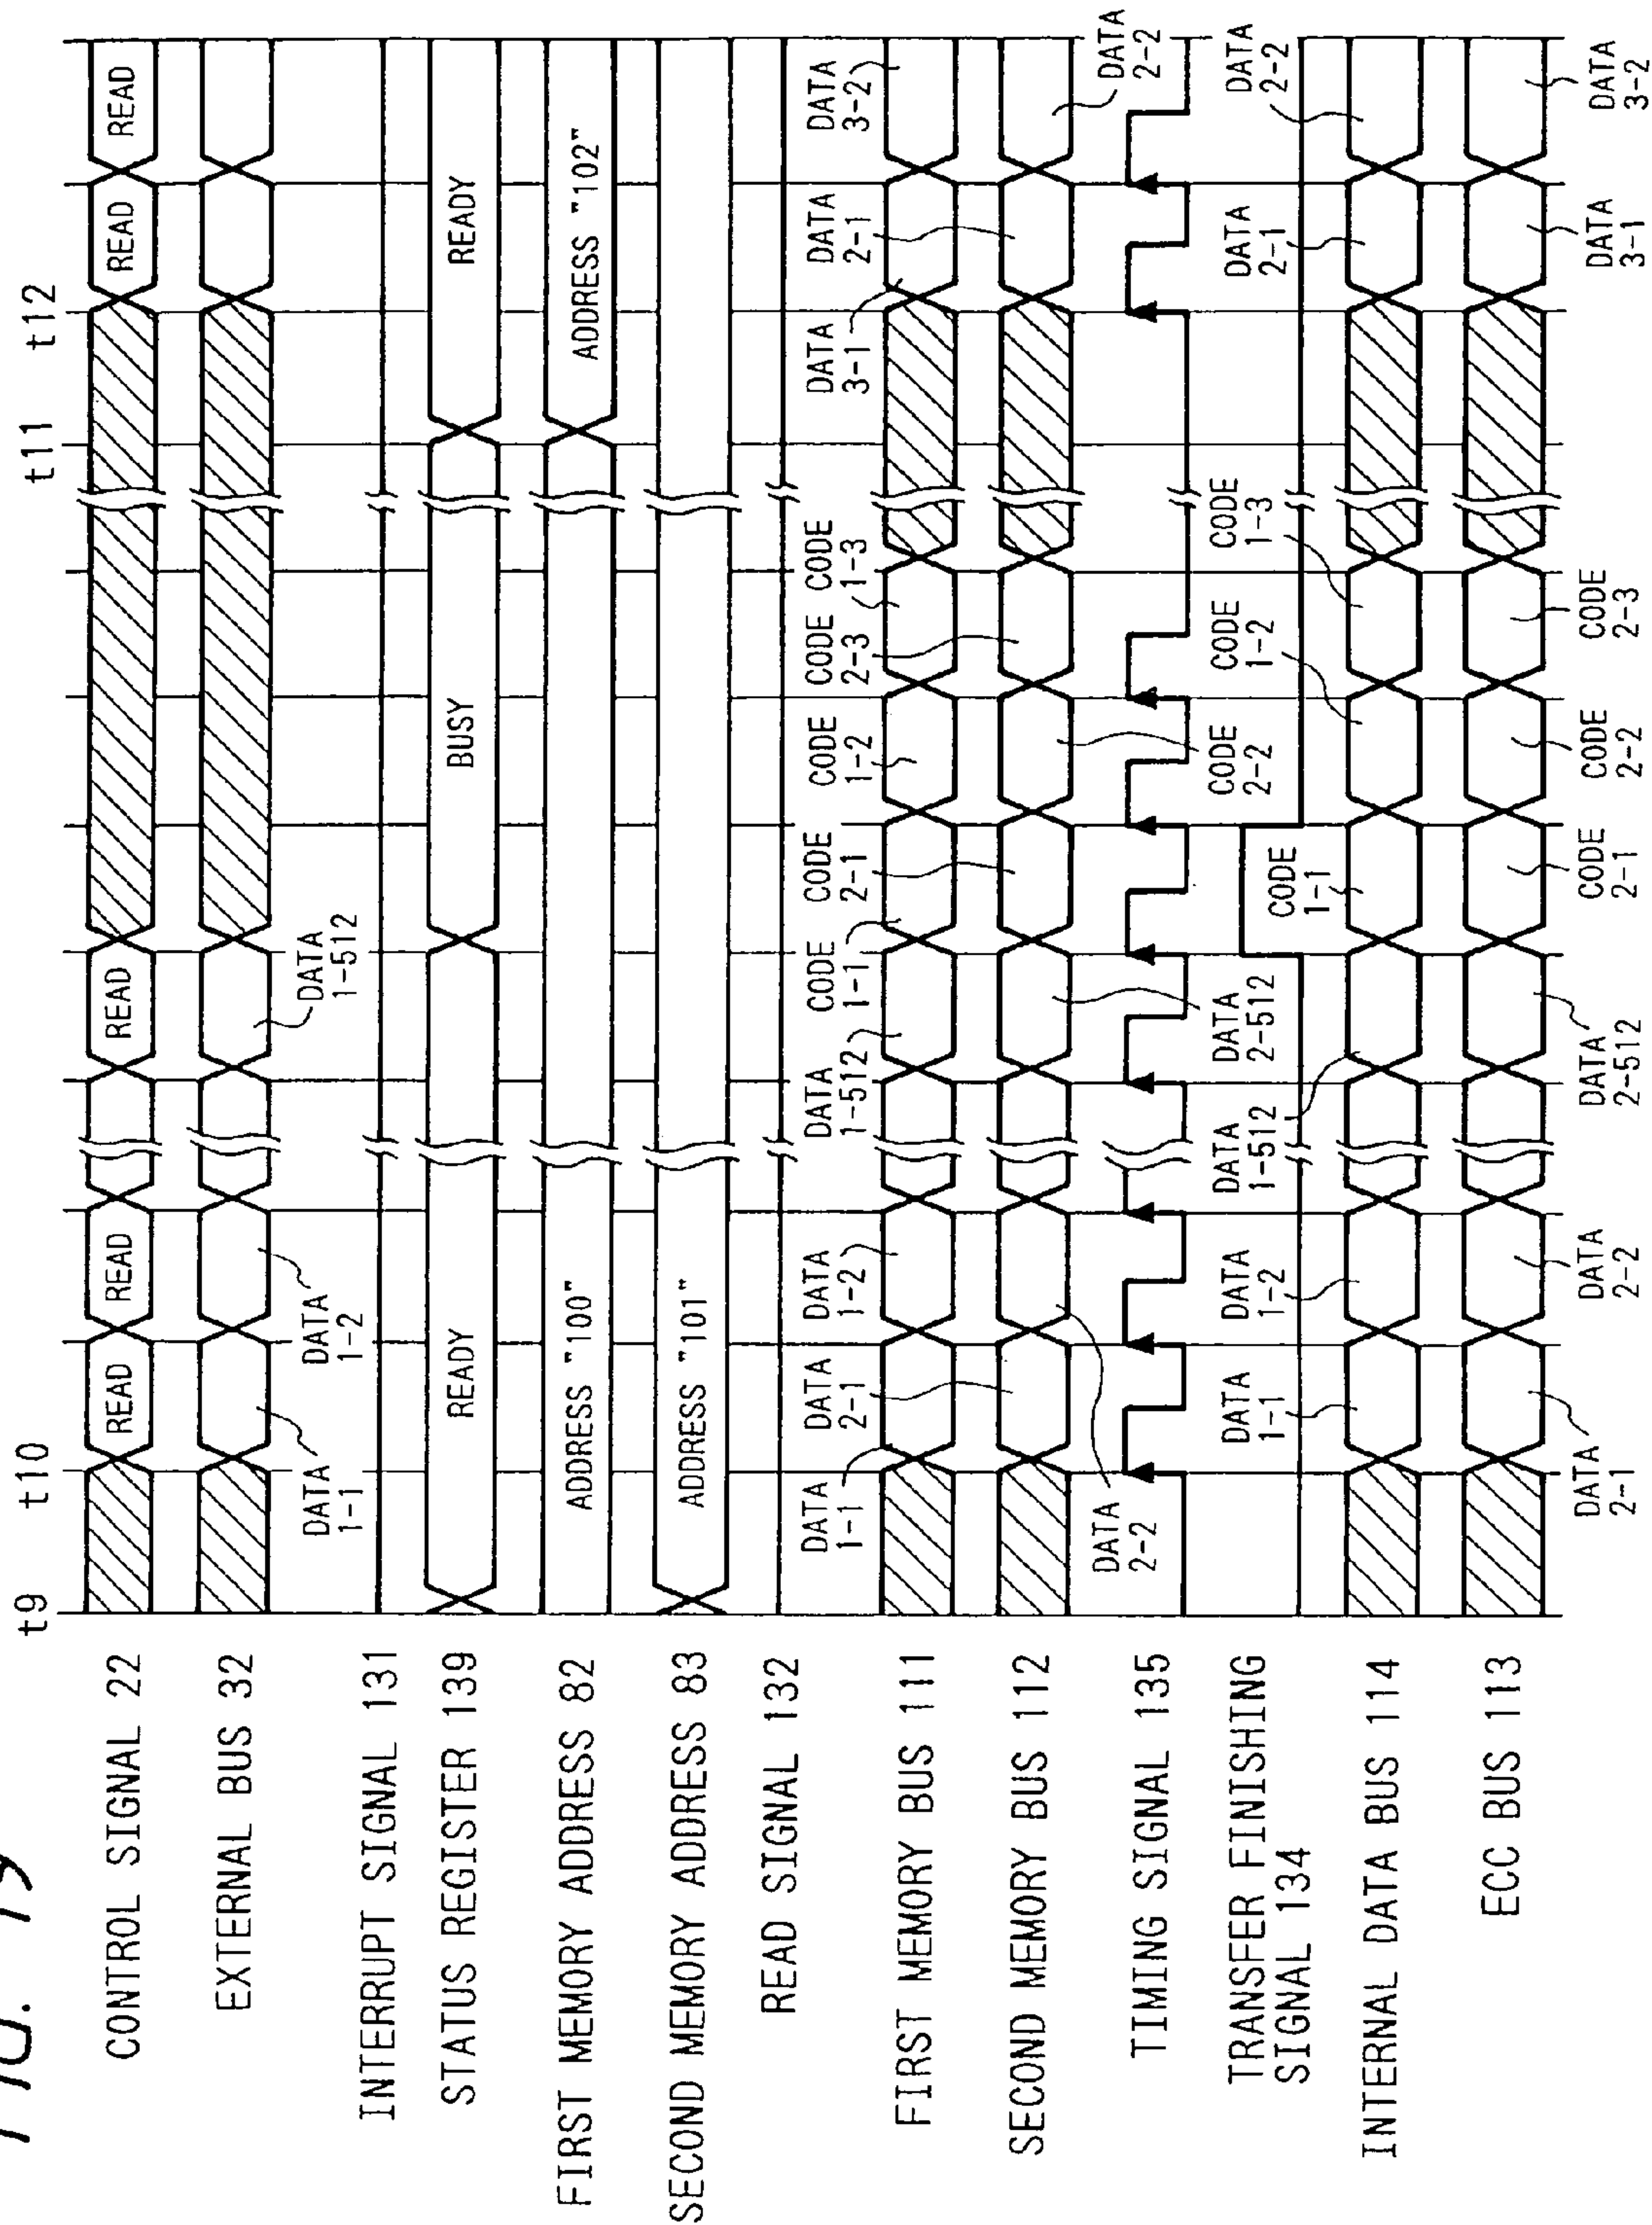 FIG. 19
t9
t10
t11
t12
CONTROL SIGNAL 22
READ
READ
READ
READ
READ
EXTERNAL BUS 32
DATA
1-1
DATA
1-2
DATA
1-512
INTERRUPT SIGNAL 131
STATUS REGISTER 139
READY
BUSY
READY
FIRST MEMORY ADDRESS 82
ADDRESS "100"
ADDRESS "102"
SECOND MEMORY ADDRESS 83
ADDRESS "101"
READ SIGNAL 132
FIRST MEMORY BUS 111
DATA
1-1
DATA
2-1
DATA
1-2
DATA
1-512
CODE
1-1
CODE
2-1
CODE
1-2
CODE
2-3
CODE
1-3
DATA
3-1
DATA
2-1
DATA
3-2
SECOND MEMORY BUS 112
DATA
2-2
DATA
2-512
CODE
2-2
DATA
2-2
TIMING SIGNAL 135
TRANSFER FINISHING
SIGNAL 134
DATA
1-1
DATA
1-2
DATA
1-512
CODE
1-1
CODE
1-2
CODE
1-3
DATA
2-1
DATA
2-2
INTERNAL DATA BUS 114
ECC BUS 113
DATA
2-1
DATA
2-2
DATA
2-512
CODE
2-1
CODE
2-2
CODE
2-3
DATA
3-1
DATA
3-2